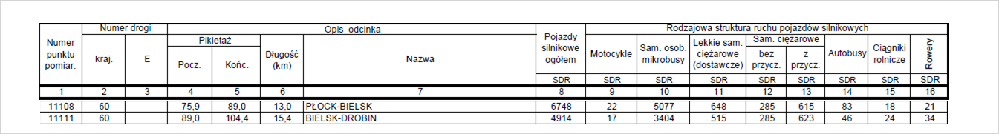 Numer punktu pomiar.
Numer drogi
kraj.
E
Opis odcinka
Pikietaż
Pocz.
Końc.
Długość (km)
Nazwa
Pojazdy silnikowe ogółem
SDR
Rodzajowa struktura ruchu pojazdów silnikowych
Motocykle
SDR
Sam. osob. mikrobusy
SDR
Lekkie sam. ciężarowe (dostawcze)
SDR
Sam. ciężarowe
bez przycz.
SDR
z przycz.
SDR
Autobusy
SDR
Ciągniki rolnicze
SDR
Rowery
SDR
1 2 3 4 5 6 7 8 9 10 11 12 13 14 15 16
11108 60 75,9 89,0 13,0 PŁOCK-BIELSK 6748 22 5077 648 285 615 83 18 21
11111 60 89,0 104,4 15,4 BIELSK-DROBIN 4914 17 3404 515 285 623 46 24 34